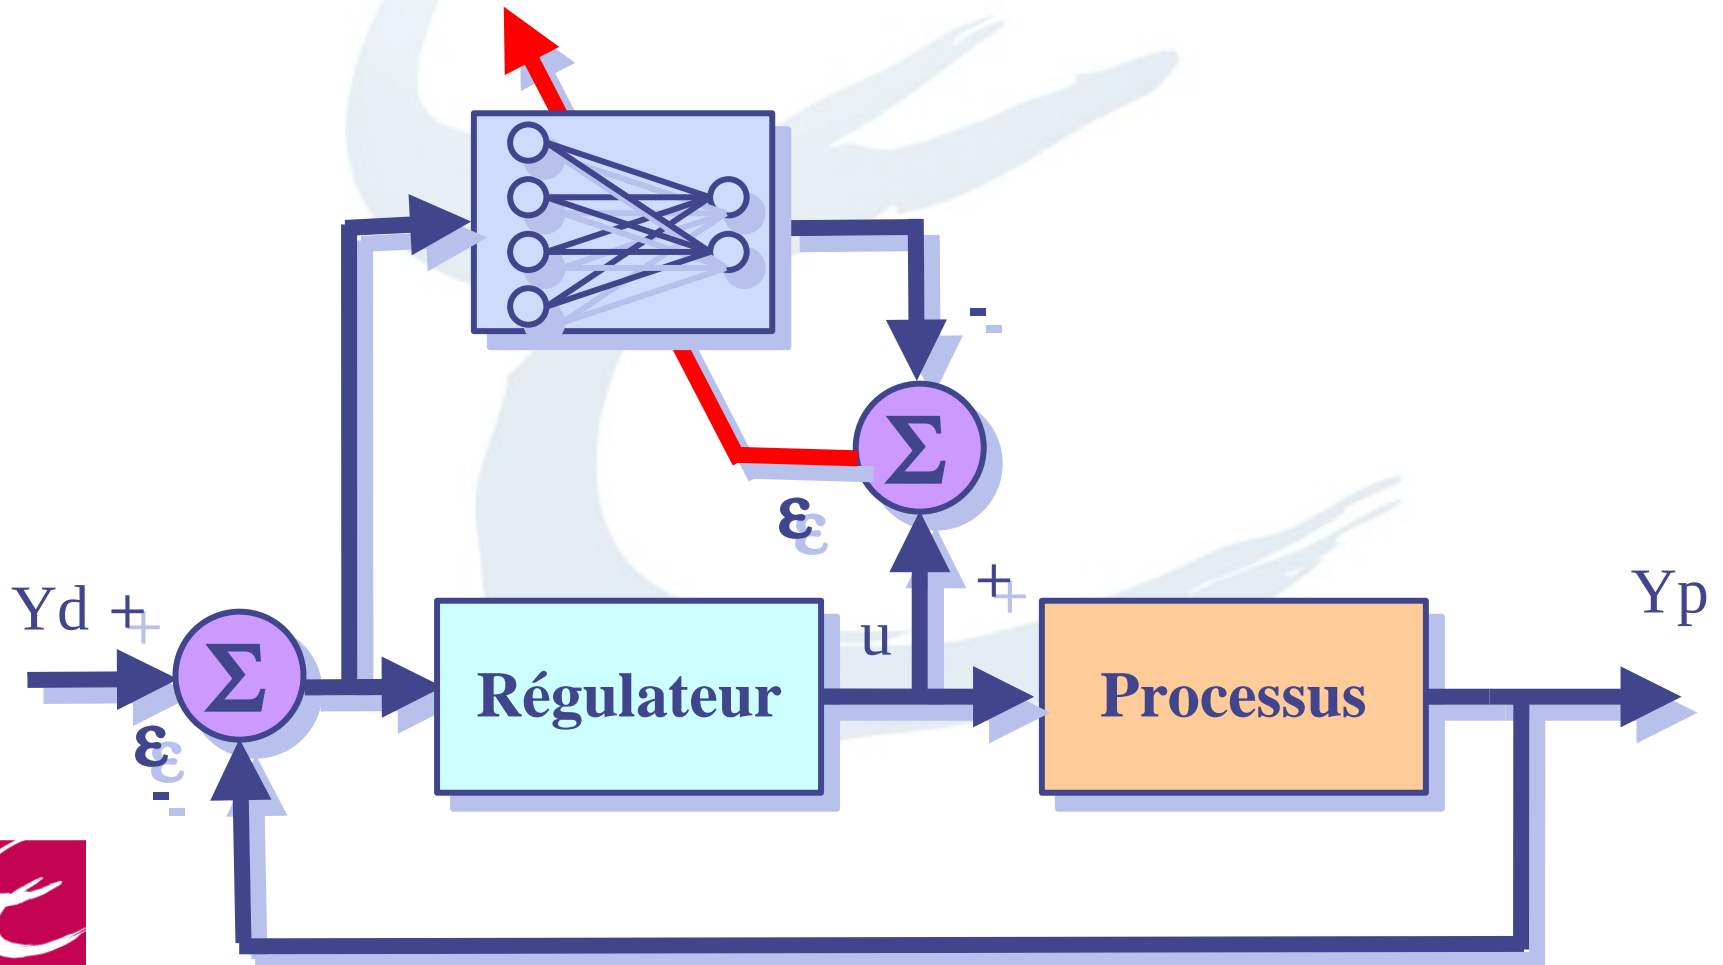 -
Σ
ε
+
Yd +
u
Yp
Σ
Régulateur
Processus
ε
-